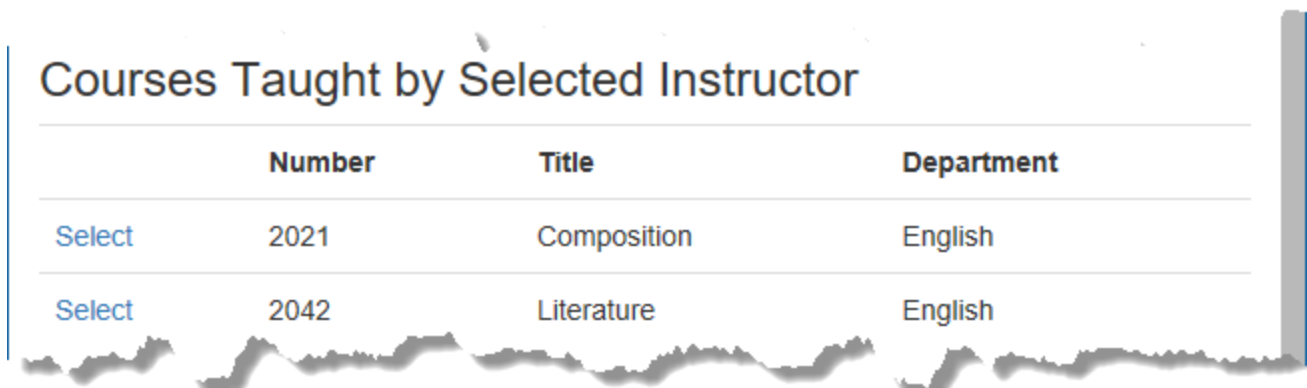 Courses Taught by Selected Instructor
Number Title Department
Select 2021 Composition English
Select 2042 Literature English